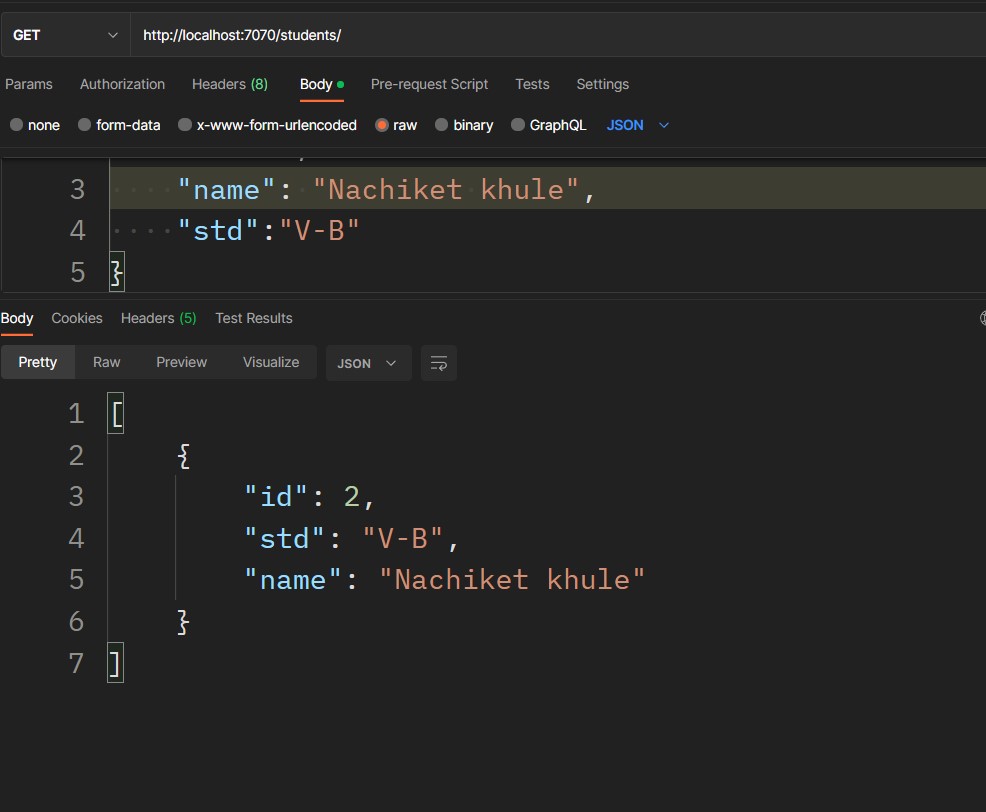 GET http://localhost:7070/students/
Params Authorization Headers (8) Body Pre-request Script Tests Settings
none form-data x-www-form-urlencoded raw binary GraphQL JSON
3 "name": "Nachiket khule",
4 "std":"V-B"
5 }
Body Cookies Headers (5) Test Results
Pretty Raw Preview Visualize JSON
1 [
2 {
3 "id": 2,
4 "std": "V-B",
5 "name": "Nachiket khule"
6 }
7 ]